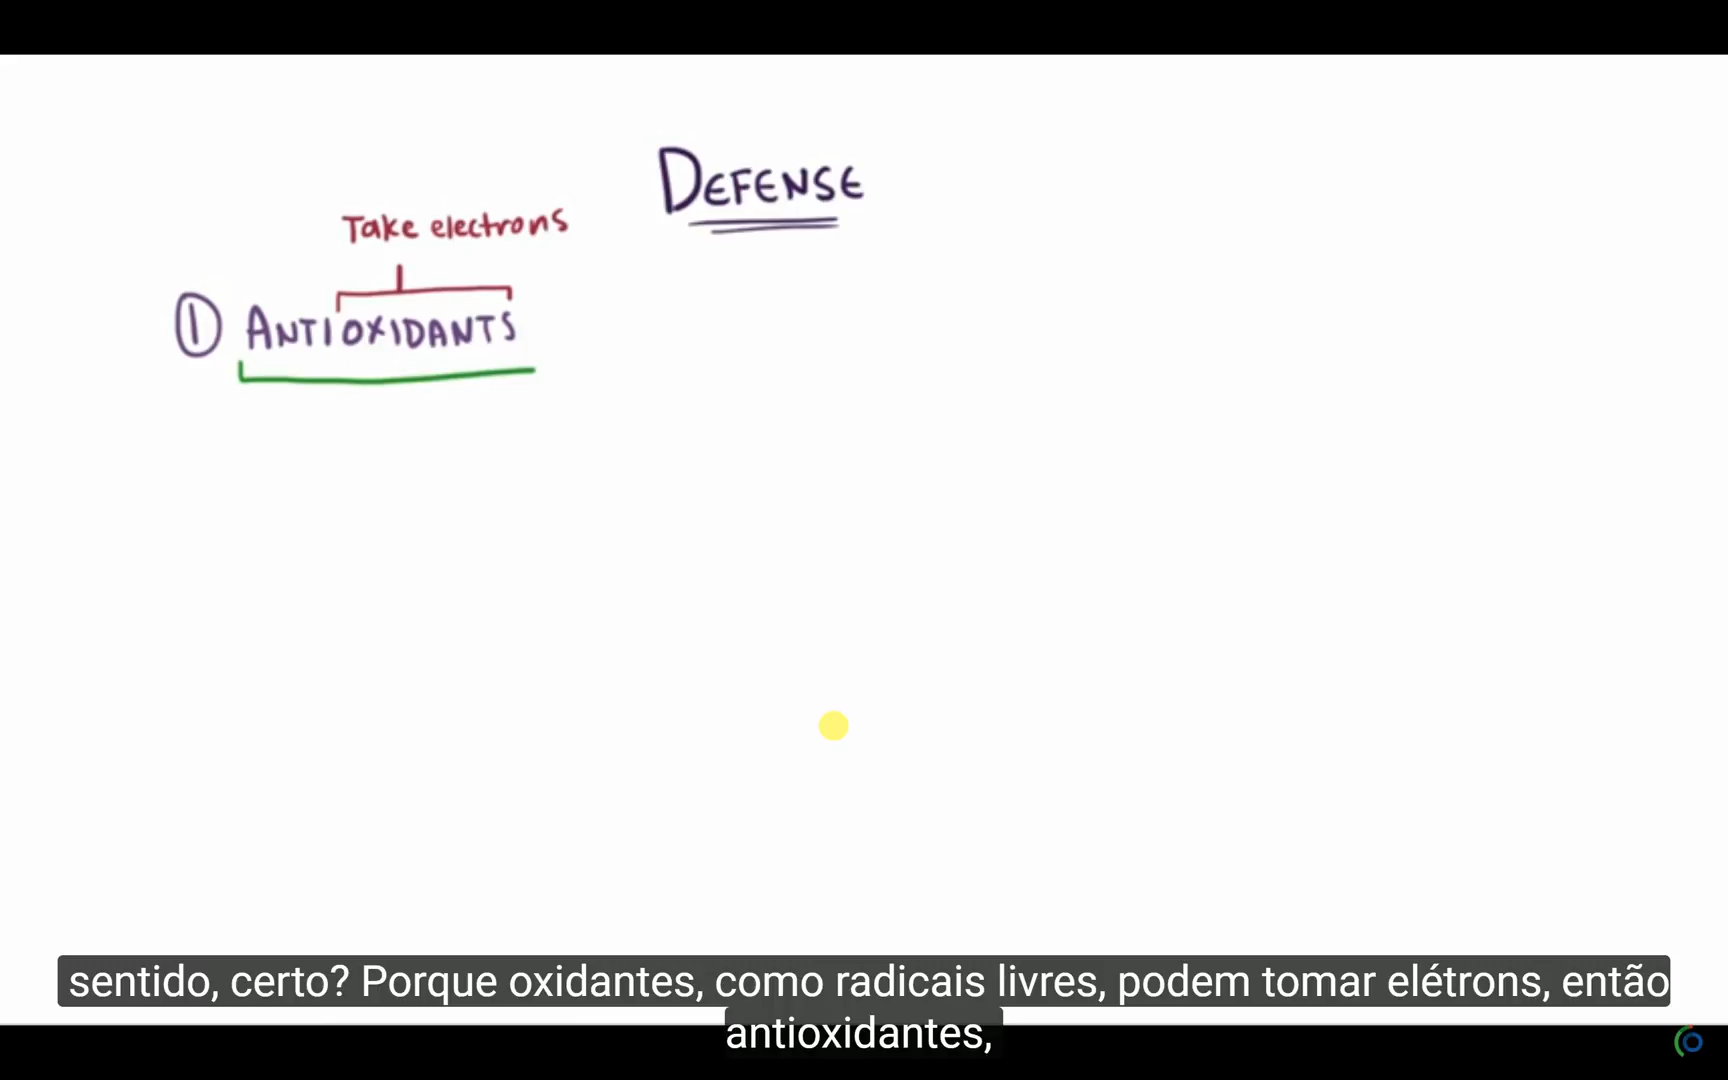 DEFENSE
Take electrons
① ANTIOXIDANTS
sentido, certo? Porque oxidantes, como radicais livres, podem tomar elétrons, então
antioxidantes,